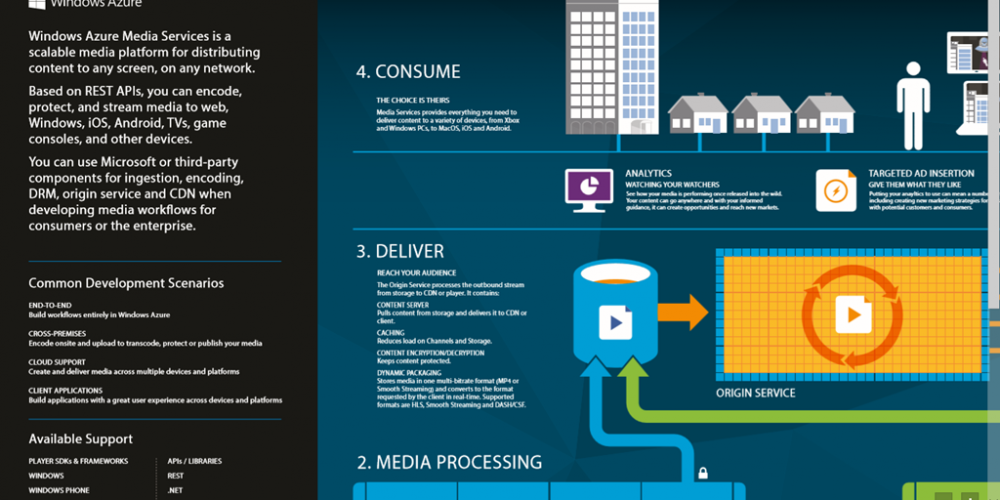 Windows Azure
Windows Azure Media Services is a
scalable media platform for distributing
content to any screen, on any network.
Based on REST APIs, you can encode,
protect, and stream media to web,
Windows, iOS, Android, TVs, game
consoles, and other devices.
You can use Microsoft or third-party
components for ingestion, encoding,
DRM, origin service and CDN when
developing media workflows for
consumers or the enterprise.
Common Development Scenarios
END-TO-END
Build workflows entirely in Windows Azure
CROSS-PREMISES
Encode onsite and upload to transcode, protect or publish your media
CLOUD SUPPORT
Create and deliver media across multiple devices and platforms
CLIENT APPLICATIONS
Build applications with a great user experience across devices and platforms
Available Support
PLAYER SDKs & FRAMEWORKS
WINDOWS
WINDOWS PHONE
APIs / LIBRARIES
REST
.NET
4. CONSUME
THE CHOICE IS THEIRS
Media Services provides everything you need to
deliver content to a variety of devices, from Xbox
and Windows PCs, to MacOS, iOS and Android.
ANALYTICS
WATCHING YOUR WATCHERS
See how your media is performing once released into the wild.
Your content can go anywhere and with your informed
guidance, it can create opportunities and reach new markets.
TARGETED AD INSERTION
GIVE THEM WHAT THEY LIKE
Putting your analytics to use can mean a numb
including creating new marketing strategies for
with potential customers and consumers.
3. DELIVER
REACH YOUR AUDIENCE
The Origin Service processes the outbound stream
from storage to CDN or player. It contains:
CONTENT SERVER
Pulls content from storage and delivers it to CDN or
client.
CACHING
Reduces load on Channels and Storage.
CONTENT ENCRYPTION/DECRYPTION
Keeps content protected.
DYNAMIC PACKAGING
Stores media in one multi-bitrate format (MP4 or
Smooth Streaming) and converts to the format
requested by the client in real-time. Supported
formats are HLS, Smooth Streaming and DASH/CSF.
ORIGIN SERVICE
2. MEDIA PROCESSING